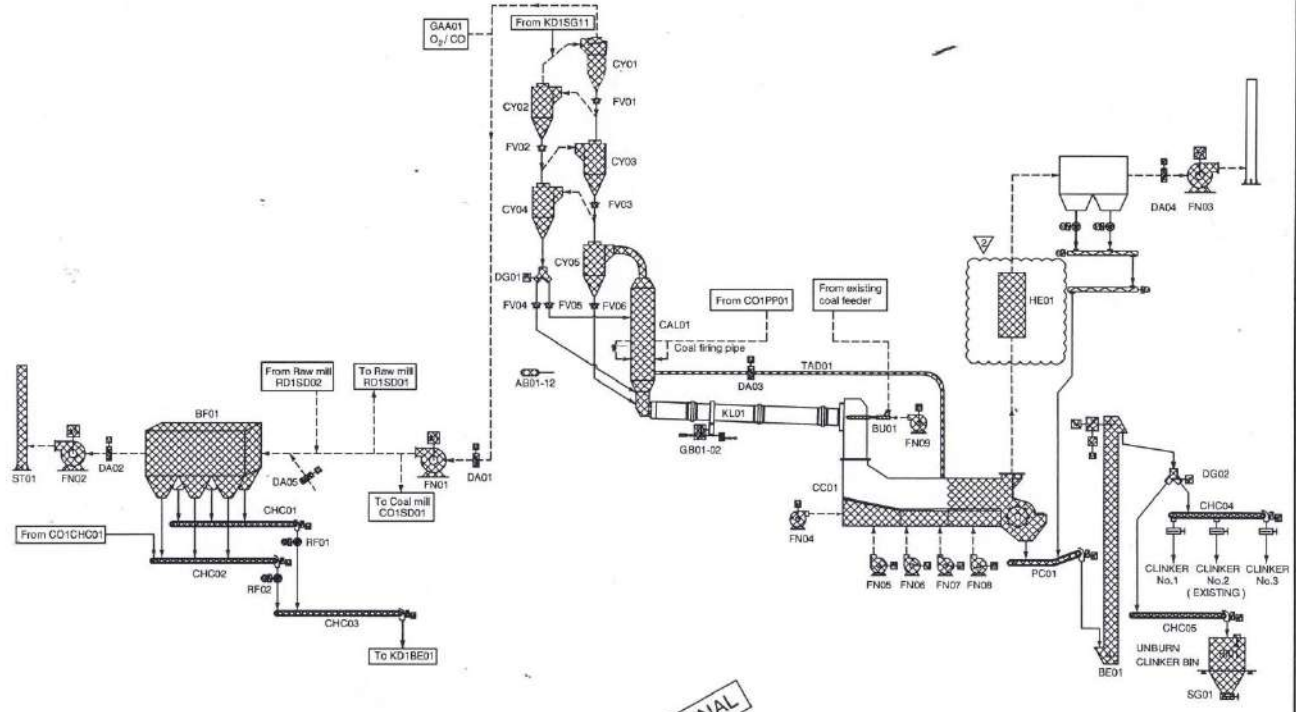 GAA01
O2 / CO
From KD1SG11
CY01
CY02
FV01
FV02
CY03
CY04
FV03
CY05
DG01
FV04
FV05
FV06
CAL01
From CO1PP01
From existing
coal feeder
Coal firing pipe
TAD01
DA03
AB01-12
KL01
GB01-02
BU01
FN09
CC01
FN04
FN05
FN06
FN07
FN08
PC01
2
HE01
DA04
FN03
From Raw mill
RD1SD02
To Raw mill
RD1SD01
BF01
ST01
FN02
DA02
DA05
FN01
DA01
To Coal mill
CO1SD01
CHC01
From CO1CHC01
RF01
CHC02
RF02
CHC03
To KD1BE01
DG02
CHC04
CLINKER
No.1
CLINKER
No.2
( EXISTING )
CLINKER
No.3
CHC05
UNBURN
CLINKER BIN
BE01
SG01